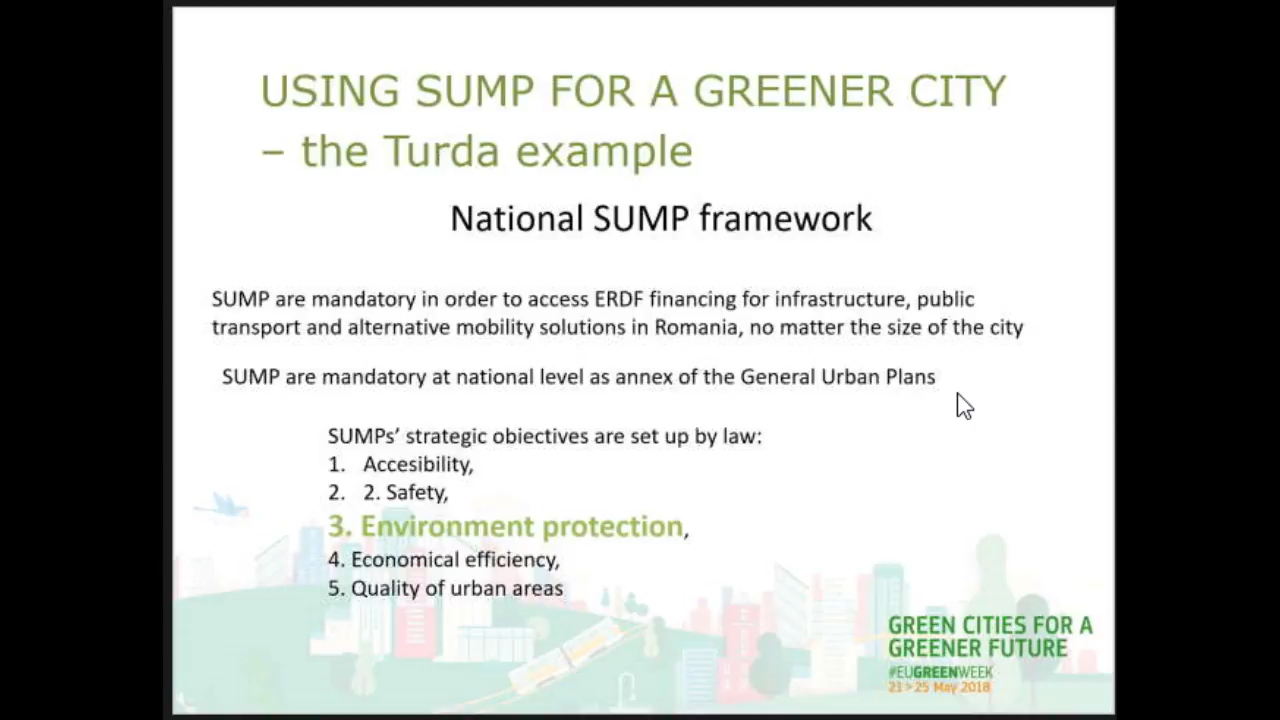 USING SUMP FOR A GREENER CITY
– the Turda example
National SUMP framework
SUMP are mandatory in order to access ERDF financing for infrastructure, public
transport and alternative mobility solutions in Romania, no matter the size of the city
SUMP are mandatory at national level as annex of the General Urban Plans
SUMPs’ strategic objectives are set up by law:
1. Accesibility,
2. 2. Safety,
3. Environment protection,
4. Economical efficiency,
5. Quality of urban areas
GREEN CITIES FOR A
GREENER FUTURE
#EUGREENWEEK
21>25 May 2018